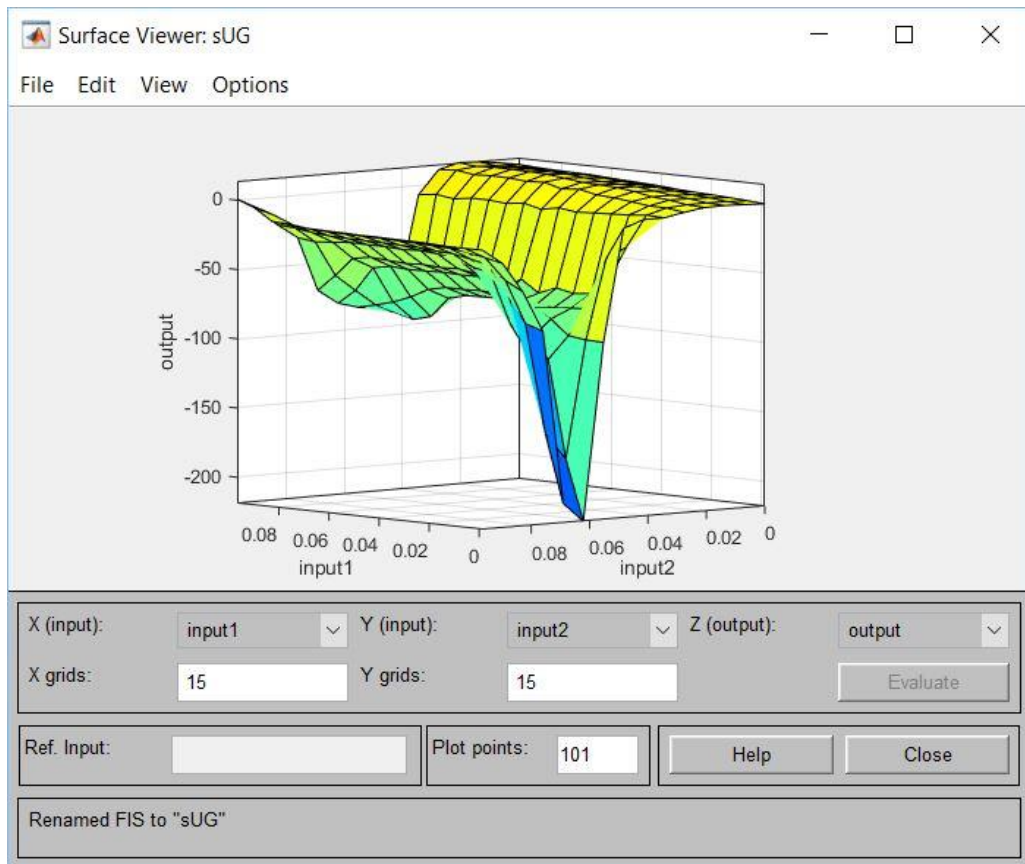 Surface Viewer: sUG
File Edit View Options
0
-50
-100
-150
-200
output
0.08 0.06 0.04 0.02 0
input1
0.08 0.06 0.04 0.02 0
input2
X (input): input1 Y (input): input2 Z (output): output
X grids: 15 Y grids: 15 Evaluate
Ref. Input: Plot points: 101 Help Close
Renamed FIS to "sUG"